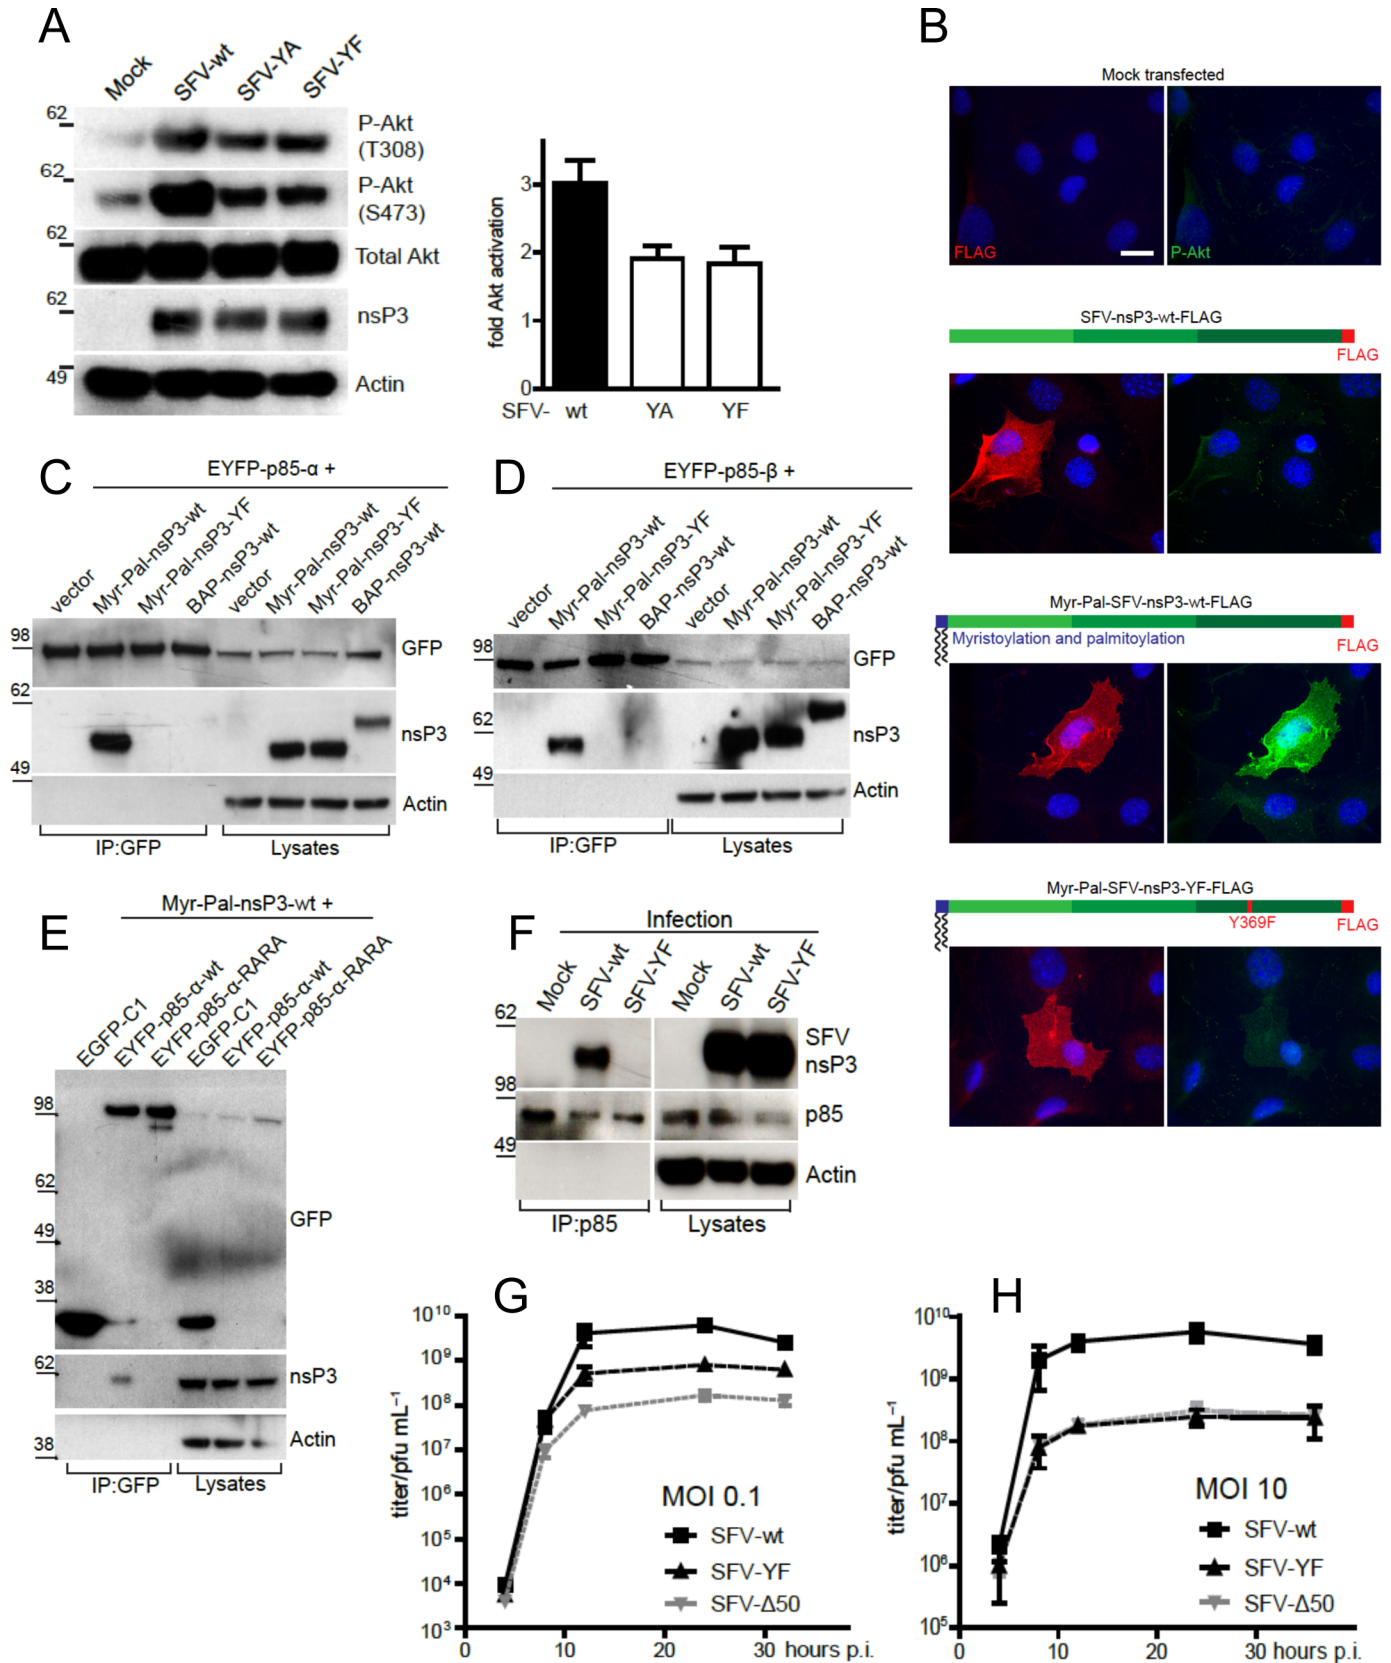 A
Mock
SFV-wt
SFV-YA
SFV-YF
62
P-Akt
(T308)
62
P-Akt
(S473)
62
Total Akt
62
nsP3
49
Actin
fold Akt activation
3
2
1
0
SFV- wt YA YF
B
Mock transfected
FLAG
P-Akt
SFV-nsP3-wt-FLAG
FLAG
Myr-Pal-SFV-nsP3-wt-FLAG
Myristoylation and palmitoylation
FLAG
Myr-Pal-SFV-nsP3-YF-FLAG
Y369F
FLAG
C
EYFP-p85-α +
vector
Myr-Pal-nsP3-wt
Myr-Pal-nsP3-YF
BAP-nsP3-wt
vector
Myr-Pal-nsP3-wt
Myr-Pal-nsP3-YF
BAP-nsP3-wt
98
GFP
62
nsP3
49
Actin
IP:GFP
Lysates
D
EYFP-p85-β +
vector
Myr-Pal-nsP3-wt
Myr-Pal-nsP3-YF
BAP-nsP3-wt
vector
Myr-Pal-nsP3-wt
Myr-Pal-nsP3-YF
BAP-nsP3-wt
98
GFP
62
nsP3
49
Actin
IP:GFP
Lysates
E
Myr-Pal-nsP3-wt +
EGFP-C1
EYFP-p85-α-wt
EYFP-p85-α-RARA
EGFP-C1
EYFP-p85-α-wt
EYFP-p85-α-RARA
98
62
49
GFP
38
62
nsP3
Actin
38
IP:GFP
Lysates
F
Infection
Mock
SFV-wt
SFV-YF
Mock
SFV-wt
SFV-YF
62
SFV
nsP3
98
p85
49
Actin
IP:p85
Lysates
G
titer/pfu mL⁻¹
10¹⁰
10⁹
10⁸
10⁷
10⁶
10⁵
10⁴
10³
MOI 0.1
SFV-wt
SFV-YF
SFV-Δ50
0 10 20 30 hours p.i.
H
titer/pfu mL⁻¹
10¹⁰
10⁹
10⁸
10⁷
10⁶
10⁵
MOI 10
SFV-wt
SFV-YF
SFV-Δ50
0 10 20 30 hours p.i.